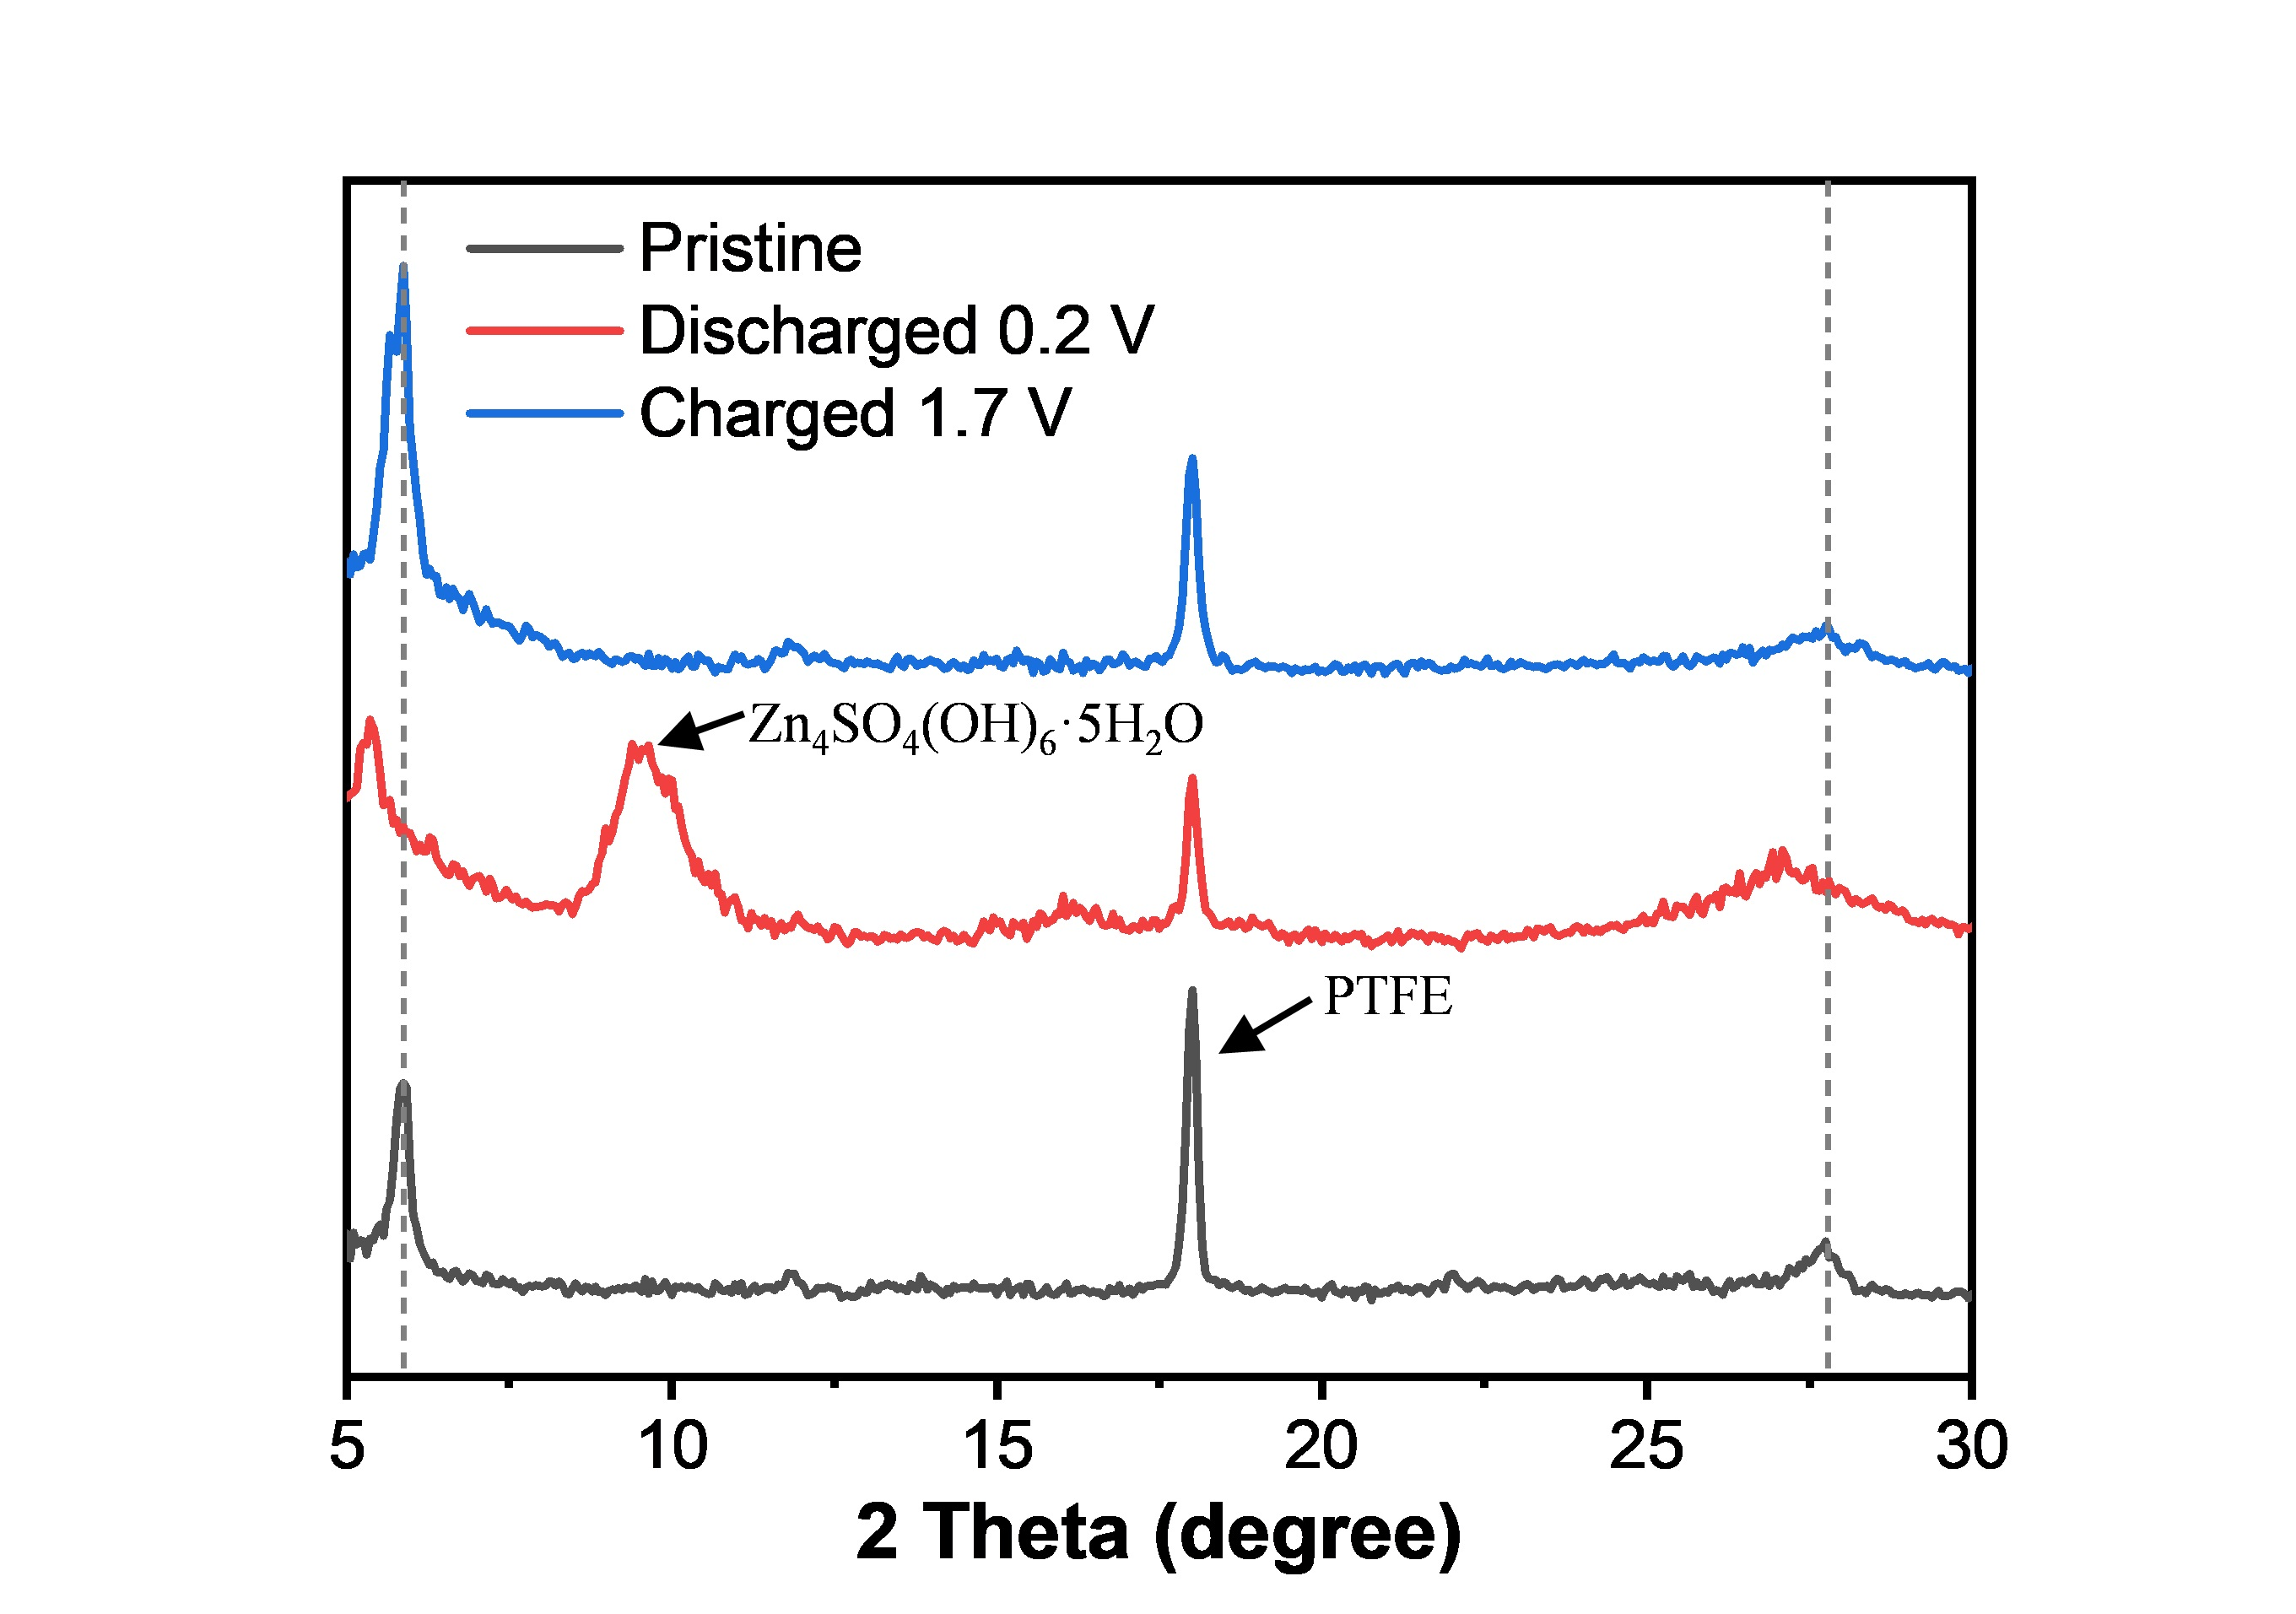 Pristine
Discharged 0.2 V
Charged 1.7 V
Zn₄SO₄(OH)₆·5H₂O
PTFE
5 10 15 20 25 30
2 Theta (degree)